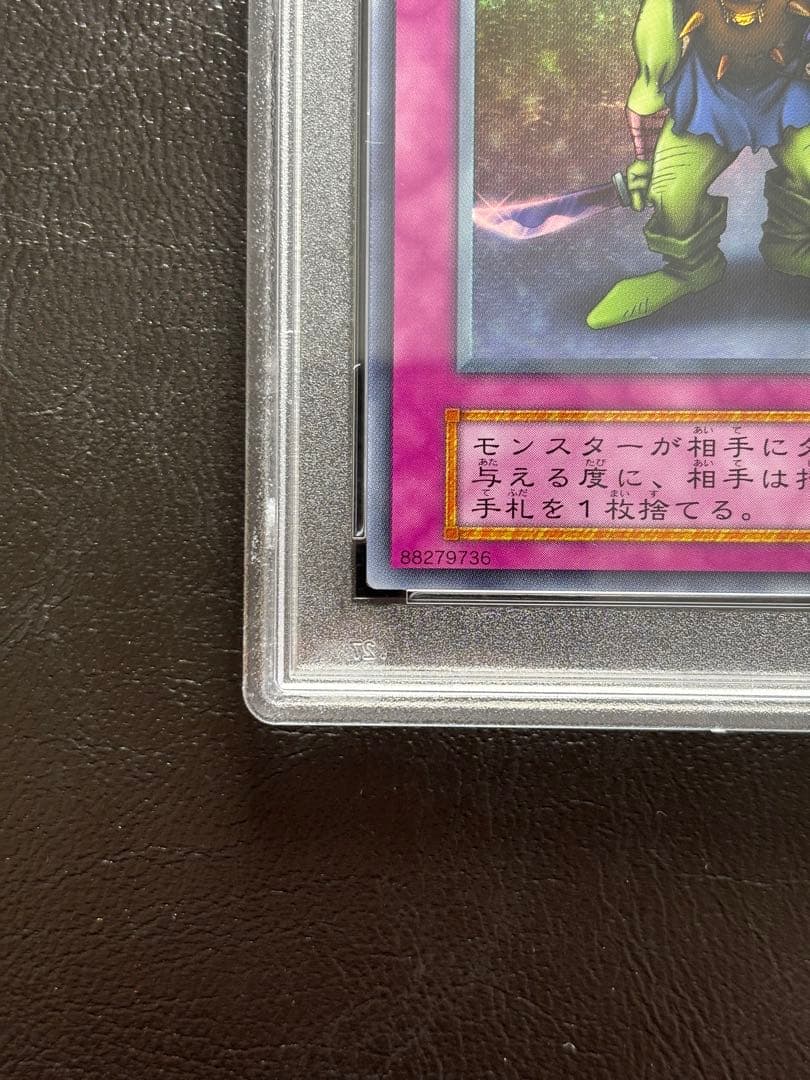 モンスターが相手に
与える度に、相手は
手札を1枚捨てる。
88279736
27